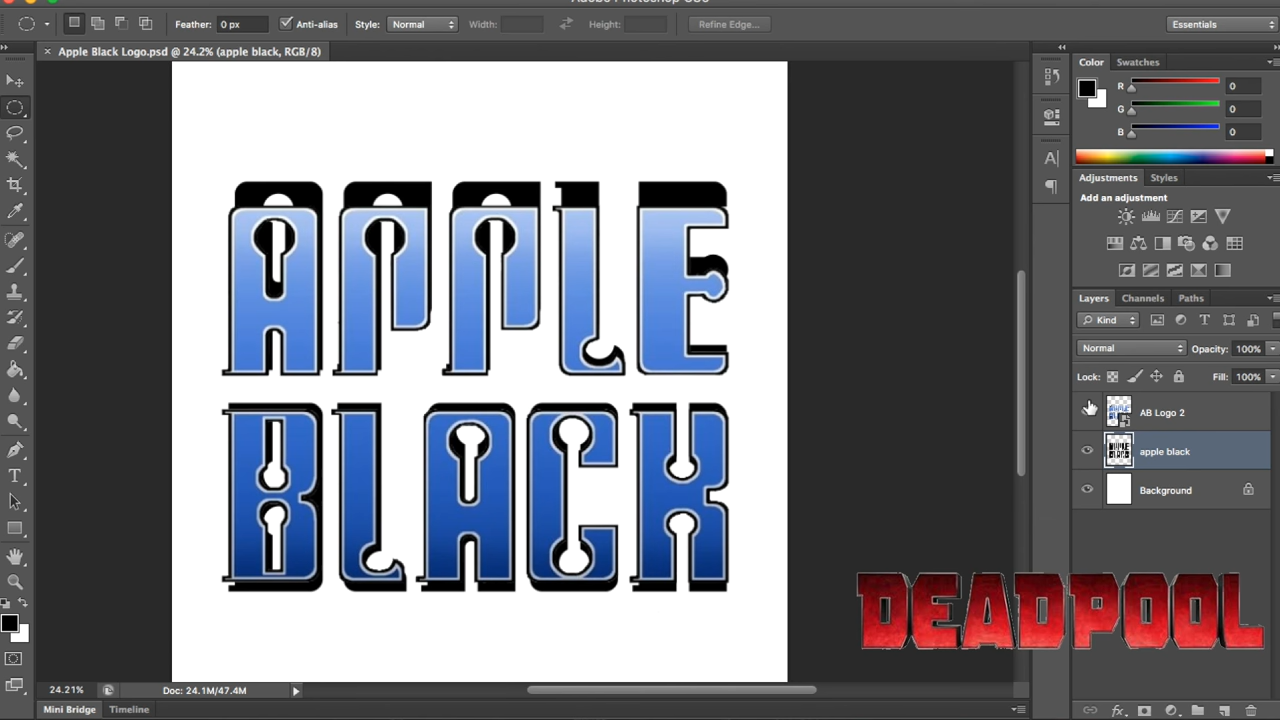 Feather: 0 px Anti-alias Style: Normal Width: Height: Refine Edge... Essentials
× Apple Black Logo.psd @ 24.2% (apple black, RGB/8)
Color Swatches
R 0
G 0
B 0
Adjustments Styles
Add an adjustment
Layers Channels Paths
Kind
Normal Opacity: 100%
Lock: Fill: 100%
AB Logo 2
apple black
Background
APPLE
BLACK
DEADPOOL
24.21% Doc: 24.1M/47.4M
Mini Bridge Timeline